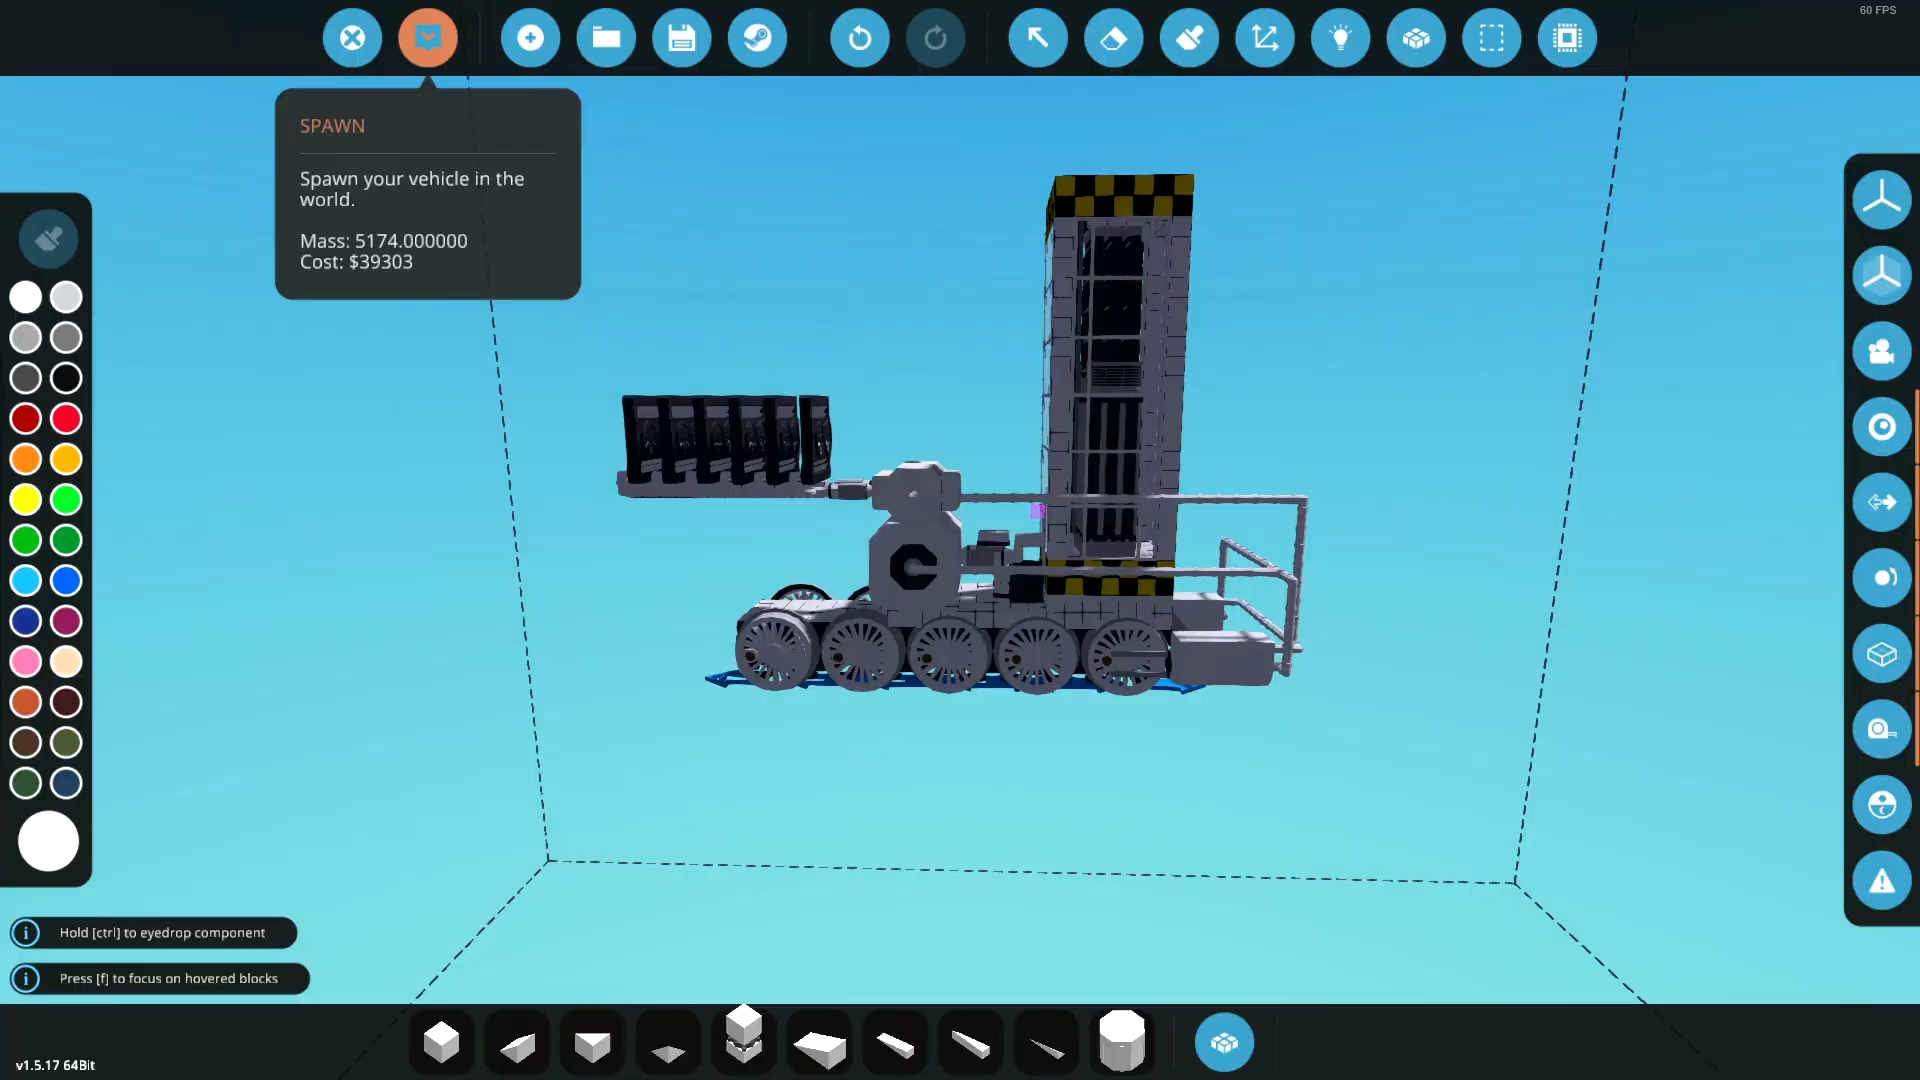 60 FPS
SPAWN
Spawn your vehicle in the
world.
Mass: 5174.000000
Cost: $39303
Hold [ctrl] to eyedrop component
Press [f] to focus on hovered blocks
v1.5.17 64Bit